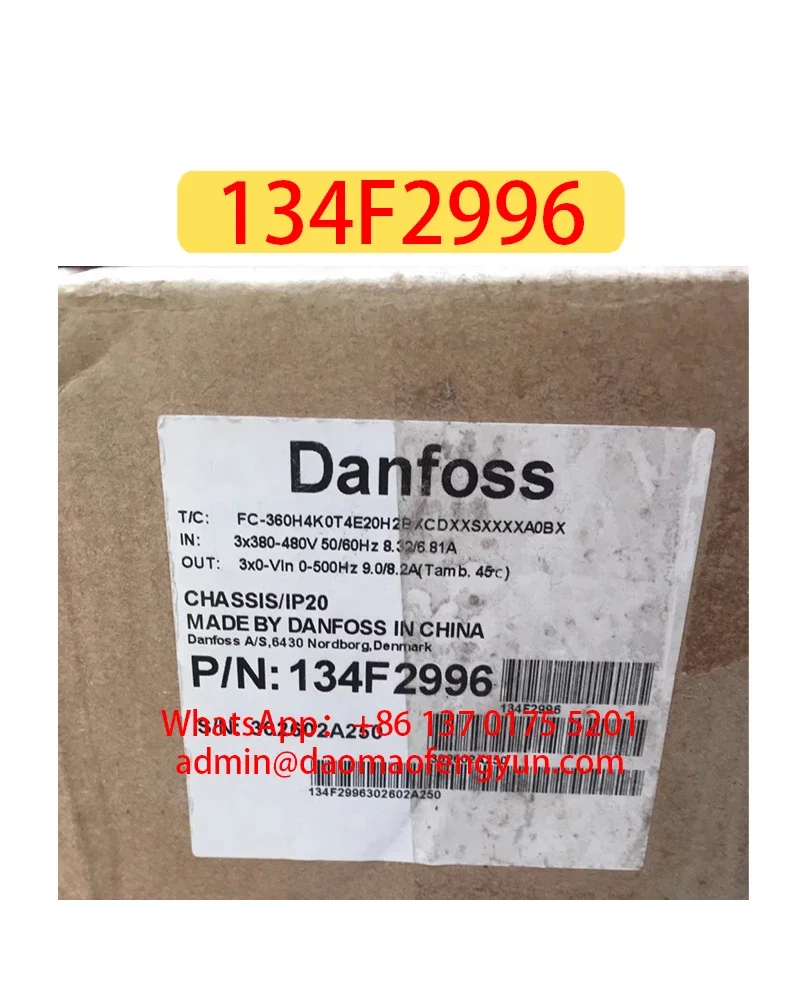 134F2996
Danfoss
T/C: FC-360H4K0T4E20H2BXCDXXSXXXXA0BX
IN: 3x380-480V 50/60Hz 8.32/6.81A
OUT: 3x0-Vln 0-500Hz 9.0/8.2A(Tamb. 45℃)
CHASSIS/IP20
MADE BY DANFOSS IN CHINA
Danfoss A/S,6430 Nordborg,Denmark
P/N: 134F2996
134F2996
WhatsApp: +86 137 0175 5201
S/N:
admin@daomaofengyun.com
134F2996302602A250